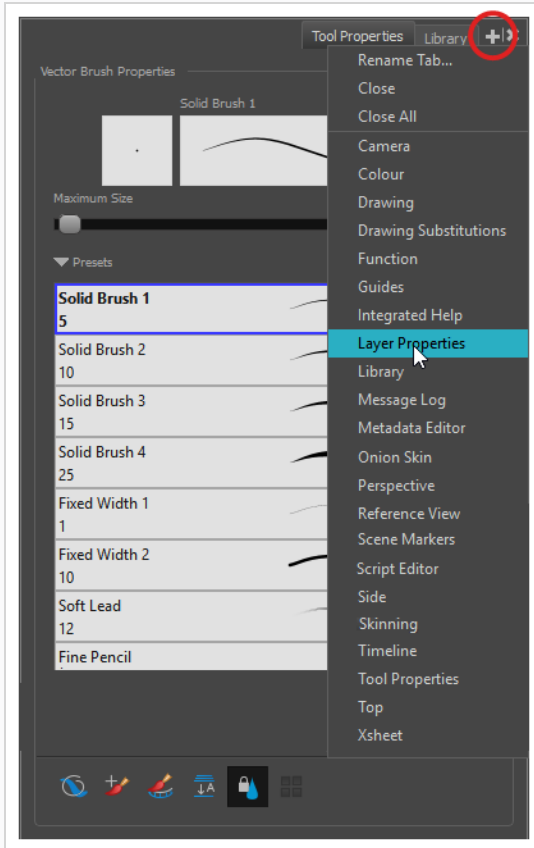 Tool Properties
Library
Vector Brush Properties
Solid Brush 1
Maximum Size
Presets
Solid Brush 1
5
Solid Brush 2
10
Solid Brush 3
15
Solid Brush 4
25
Fixed Width 1
1
Fixed Width 2
10
Soft Lead
12
Fine Pencil
Rename Tab...
Close
Close All
Camera
Colour
Drawing
Drawing Substitutions
Function
Guides
Integrated Help
Layer Properties
Library
Message Log
Metadata Editor
Onion Skin
Perspective
Reference View
Scene Markers
Script Editor
Side
Skinning
Timeline
Tool Properties
Top
Xsheet
A